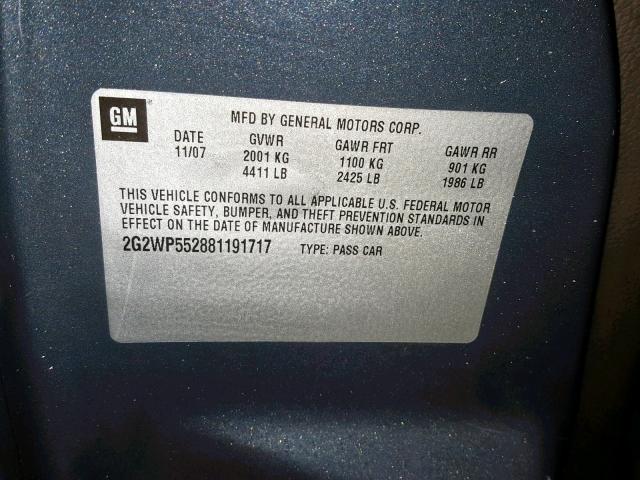 GM
MFD BY GENERAL MOTORS CORP.
DATE GVWR GAWR FRT GAWR RR
11/07 2001 KG 1100 KG 901 KG
4411 LB 2425 LB 1986 LB
THIS VEHICLE CONFORMS TO ALL APPLICABLE U.S. FEDERAL MOTOR
VEHICLE SAFETY, BUMPER, AND THEFT PREVENTION STANDARDS IN
EFFECT ON THE DATE OF MANUFACTURE SHOWN ABOVE.
2G2WP552881191717 TYPE: PASS CAR